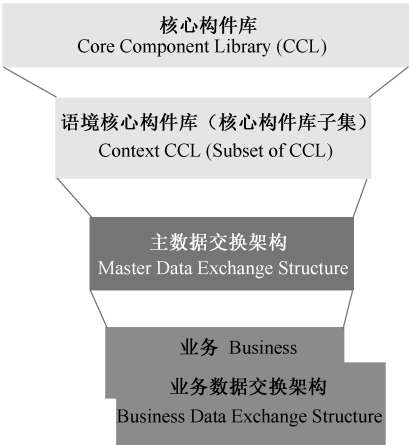 核心构件库
Core Component Library (CCL)
语境核心构件库（核心构件库子集）
Context CCL (Subset of CCL)
主数据交换架构
Master Data Exchange Structure
业务 Business
业务数据交换架构
Business Data Exchange Structure